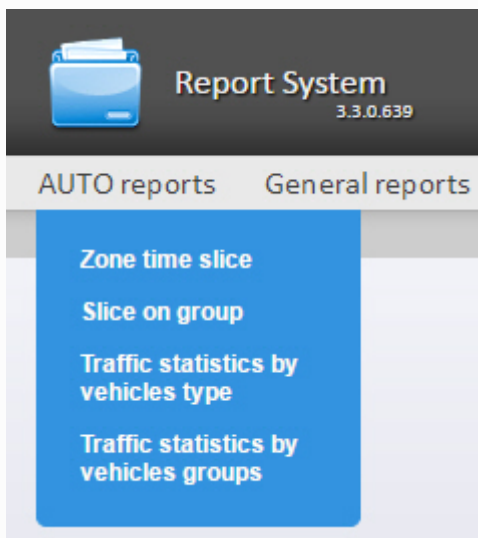 Report System
3.3.0.639
AUTO reports General reports
Zone time slice
Slice on group
Traffic statistics by
vehicles type
Traffic statistics by
vehicles groups